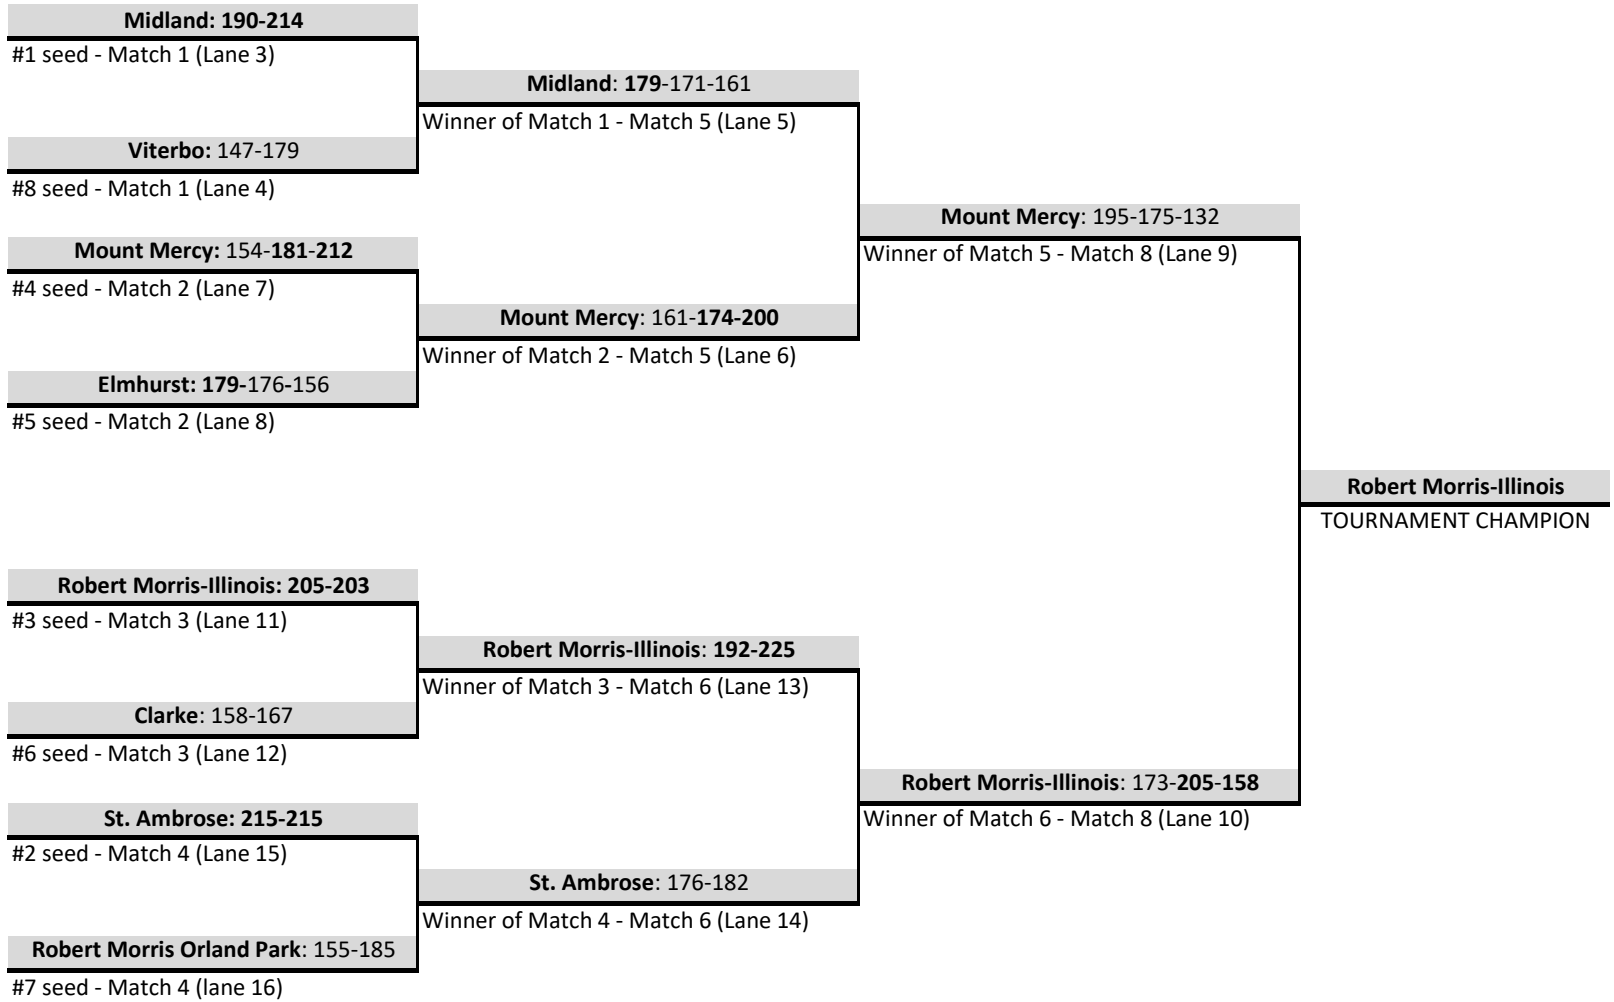 Midland: 190-214
#1 seed - Match 1 (Lane 3)
Viterbo: 147-179
#8 seed - Match 1 (Lane 4)
Mount Mercy: 154-181-212
#4 seed - Match 2 (Lane 7)
Elmhurst: 179-176-156
#5 seed - Match 2 (Lane 8)
Midland: 179-171-161
Winner of Match 1 - Match 5 (Lane 5)
Mount Mercy: 161-174-200
Winner of Match 2 - Match 5 (Lane 6)
Mount Mercy: 195-175-132
Winner of Match 5 - Match 8 (Lane 9)
Robert Morris-Illinois
TOURNAMENT CHAMPION
Robert Morris-Illinois: 205-203
#3 seed - Match 3 (Lane 11)
Clarke: 158-167
#6 seed - Match 3 (Lane 12)
St. Ambrose: 215-215
#2 seed - Match 4 (Lane 15)
Robert Morris Orland Park: 155-185
#7 seed - Match 4 (lane 16)
Robert Morris-Illinois: 192-225
Winner of Match 3 - Match 6 (Lane 13)
St. Ambrose: 176-182
Winner of Match 4 - Match 6 (Lane 14)
Robert Morris-Illinois: 173-205-158
Winner of Match 6 - Match 8 (Lane 10)